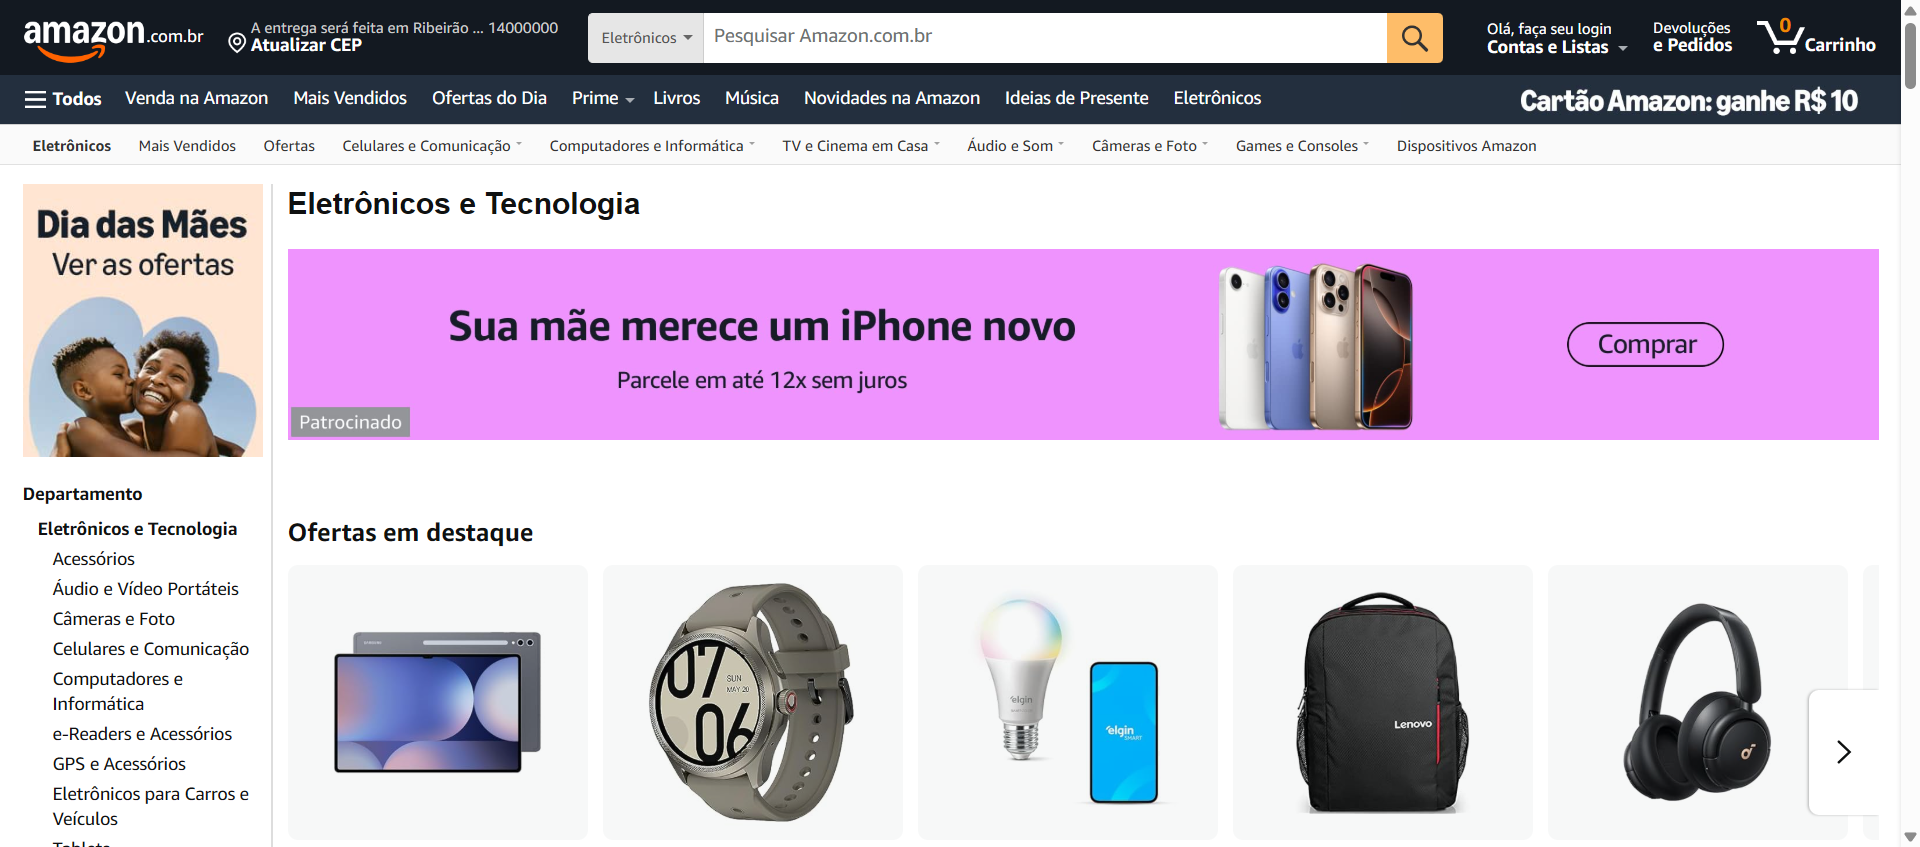 amazon.com.br
A entrega será feita em Ribeirão ... 14000000
Atualizar CEP
Eletrônicos
Pesquisar Amazon.com.br
Olá, faça seu login
Contas e Listas
Devoluções
e Pedidos
0
Carrinho
Todos
Venda na Amazon
Mais Vendidos
Ofertas do Dia
Prime
Livros
Música
Novidades na Amazon
Ideias de Presente
Eletrônicos
Cartão Amazon: ganhe R$ 10
Eletrônicos
Mais Vendidos
Ofertas
Celulares e Comunicação
Computadores e Informática
TV e Cinema em Casa
Áudio e Som
Câmeras e Foto
Games e Consoles
Dispositivos Amazon
Dia das Mães
Ver as ofertas
Departamento
Eletrônicos e Tecnologia
Acessórios
Áudio e Vídeo Portáteis
Câmeras e Foto
Celulares e Comunicação
Computadores e
Informática
e-Readers e Acessórios
GPS e Acessórios
Eletrônicos para Carros e
Veículos
Tablets
Eletrônicos e Tecnologia
Sua mãe merece um iPhone novo
Parcele em até 12x sem juros
Comprar
Patrocinado
Ofertas em destaque
07
SUN
MAY 20
06
elgin
elgin
SMART
Lenovo